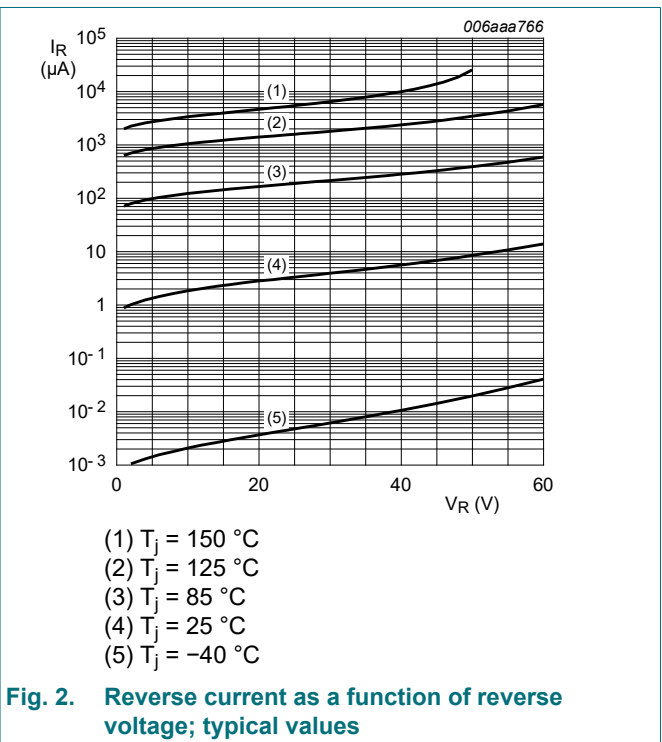 006aaa766
I_R
(µA)
10^5
10^4
10^3
10^2
10
1
10^-1
10^-2
10^-3
(1)
(2)
(3)
(4)
(5)
0 20 40 60
V_R (V)
(1) T_j = 150 °C
(2) T_j = 125 °C
(3) T_j = 85 °C
(4) T_j = 25 °C
(5) T_j = −40 °C
Fig. 2. Reverse current as a function of reverse
voltage; typical values